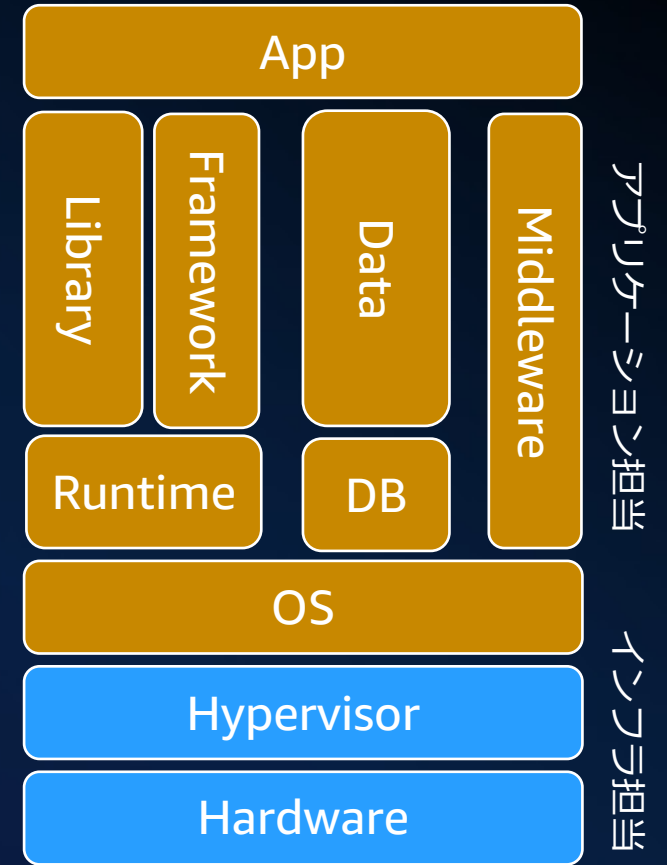 App
Library
Framework
Data
Middleware
Runtime
DB
OS
Hypervisor
Hardware
アプリケーション担当
インフラ担当